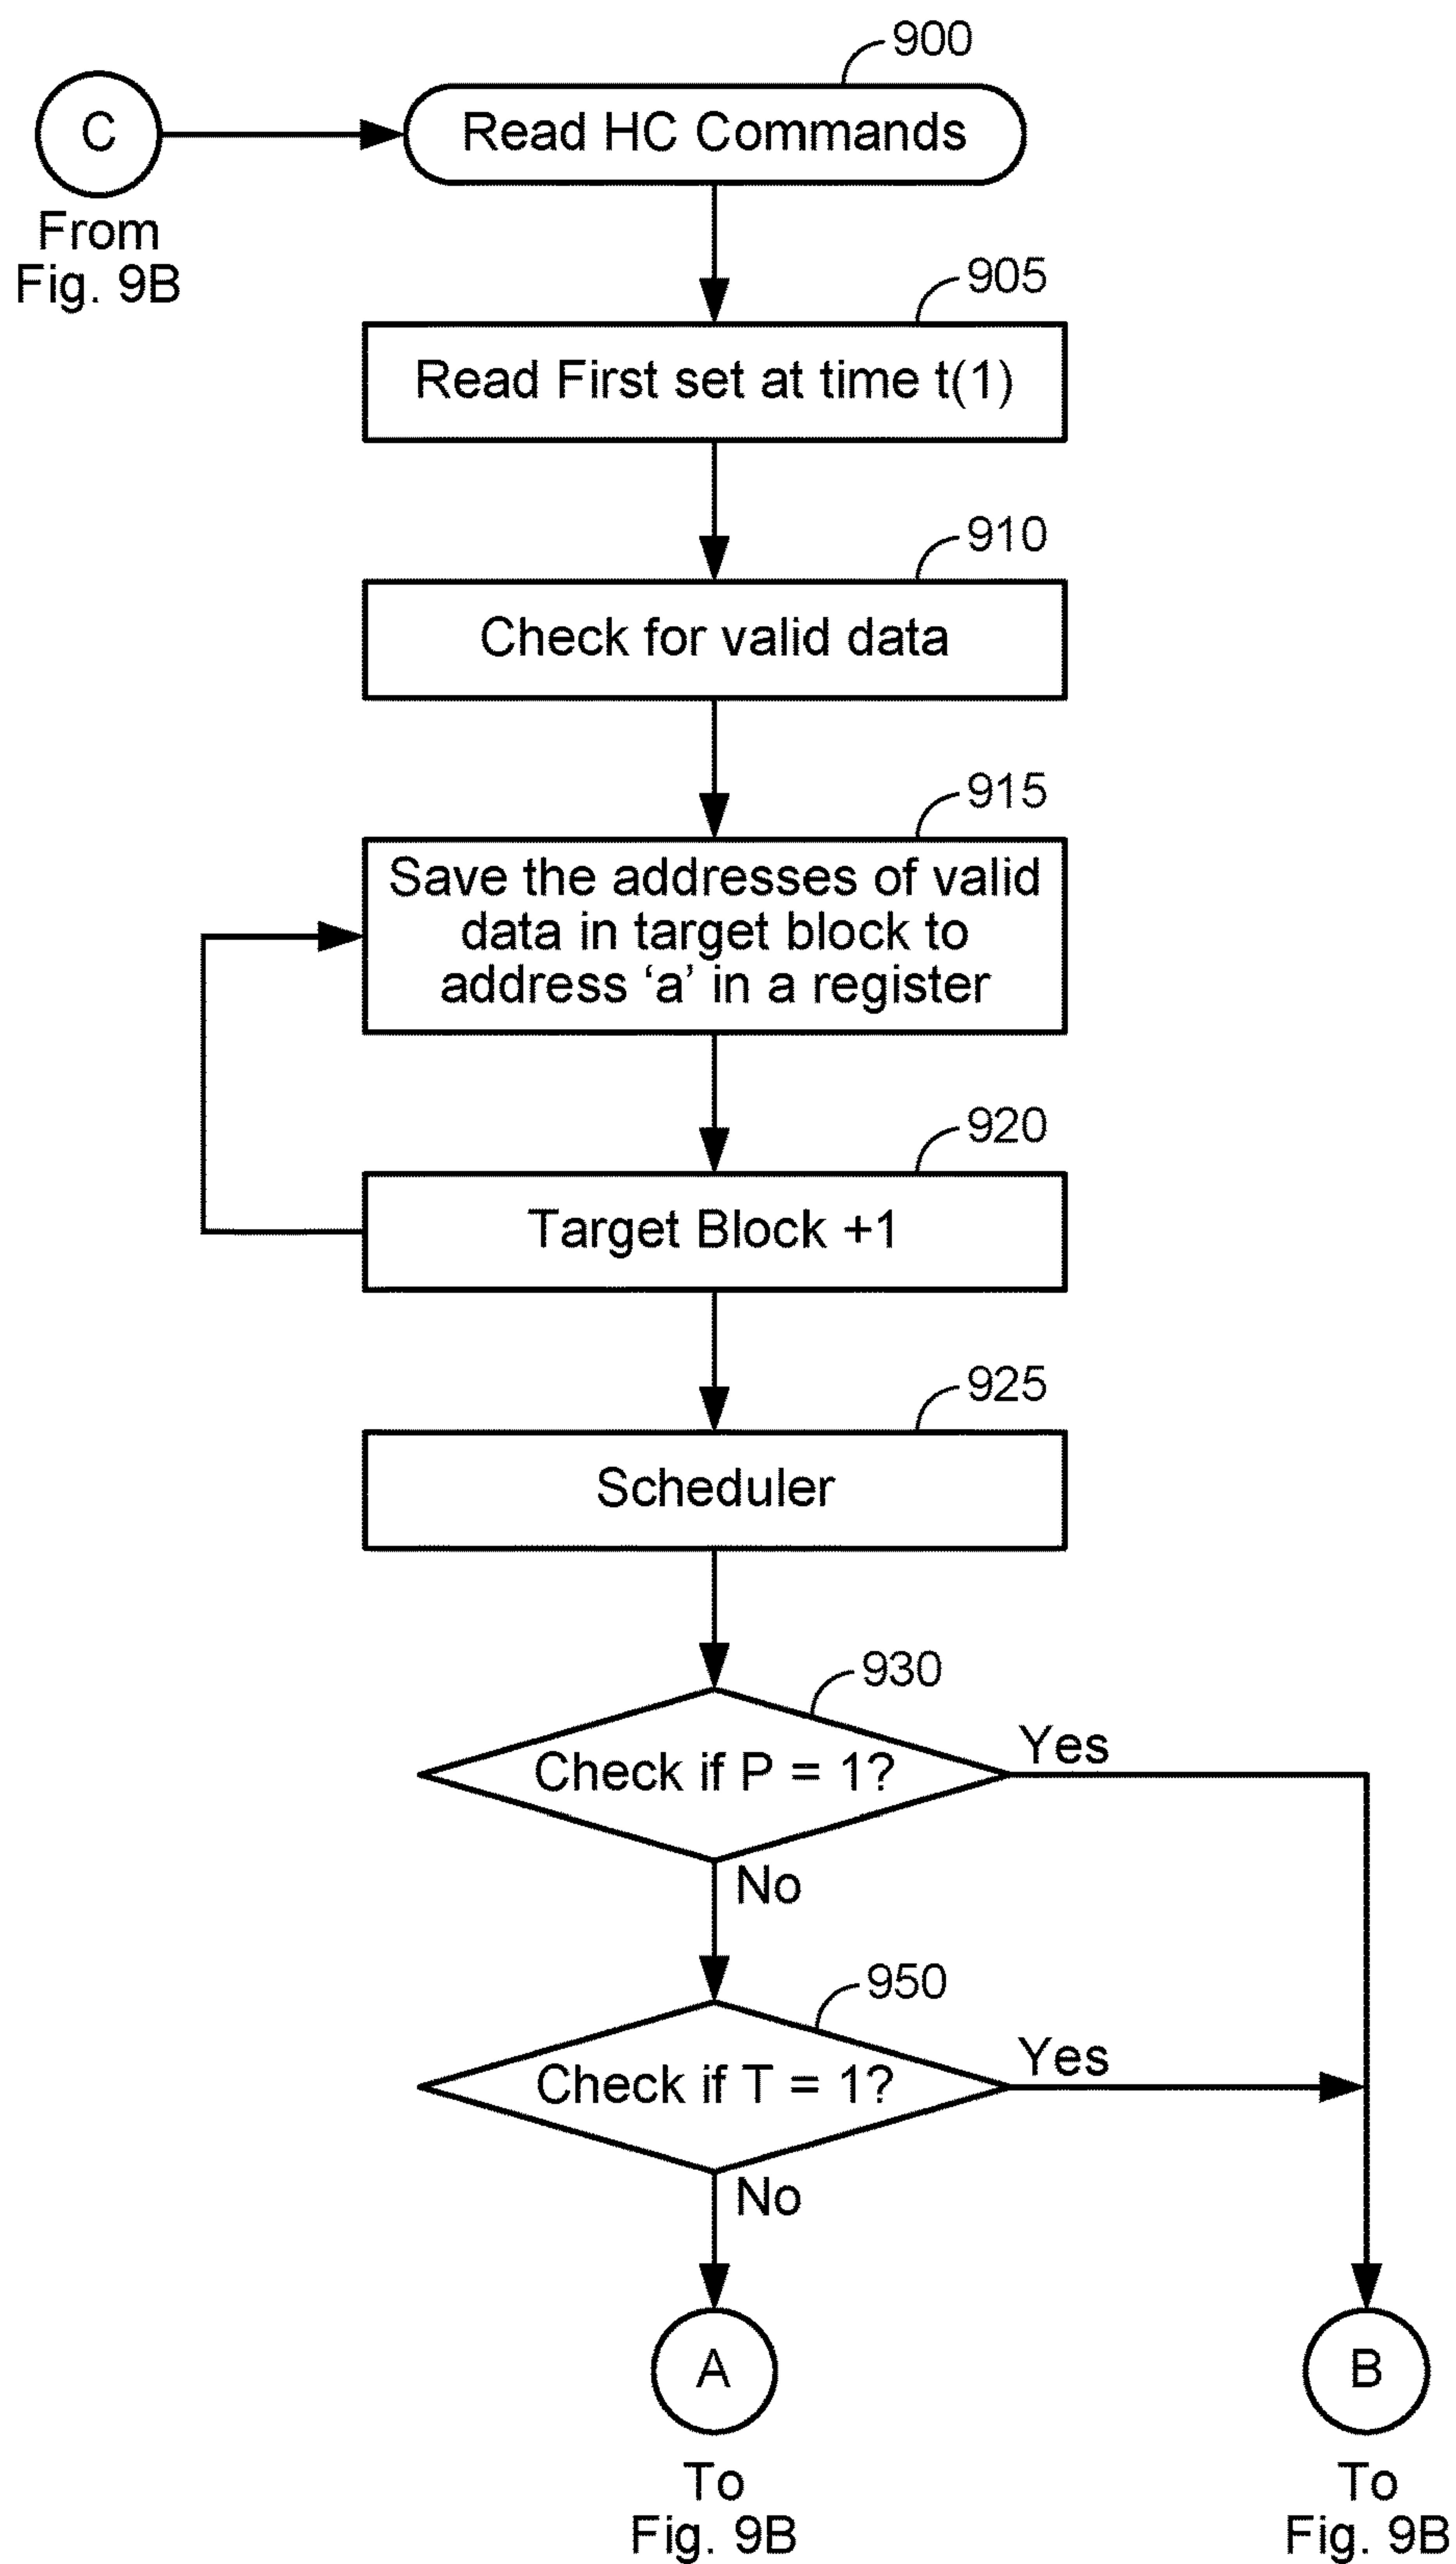 900
C
Read HC Commands
From
Fig. 9B
905
Read First set at time t(1)
910
Check for valid data
915
Save the addresses of valid
data in target block to
address ‘a’ in a register
920
Target Block +1
925
Scheduler
930
Check if P = 1?
Yes
No
950
Check if T = 1?
Yes
No
A
B
To
Fig. 9B
To
Fig. 9B